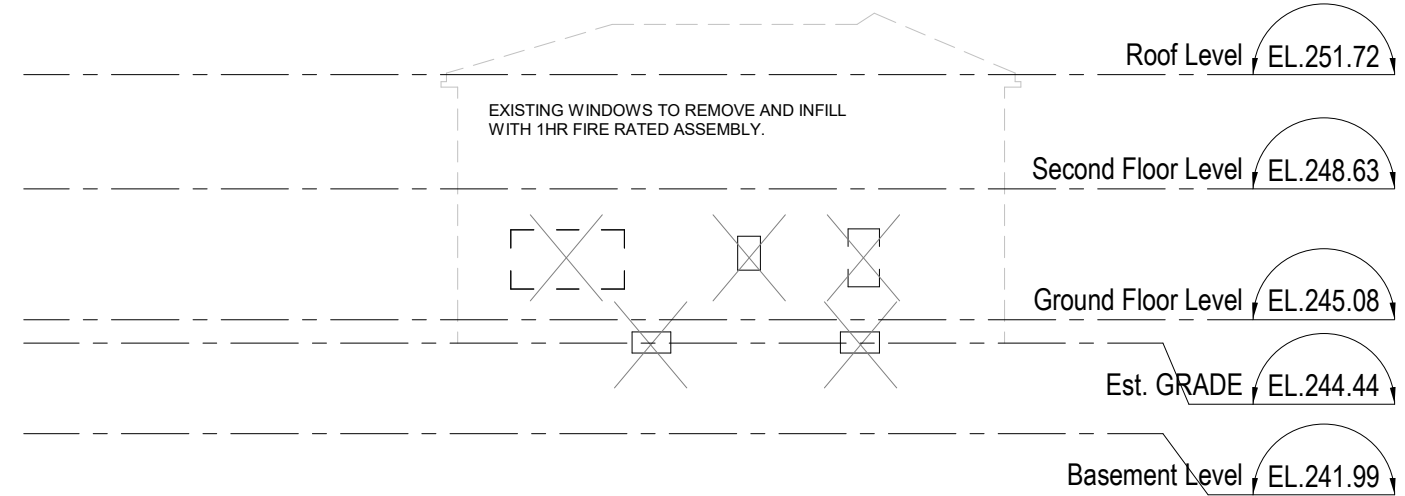 Roof Level EL.251.72
EXISTING WINDOWS TO REMOVE AND INFILL
WITH 1HR FIRE RATED ASSEMBLY.
Second Floor Level EL.248.63
Ground Floor Level EL.245.08
Est. GRADE EL.244.44
Basement Level EL.241.99